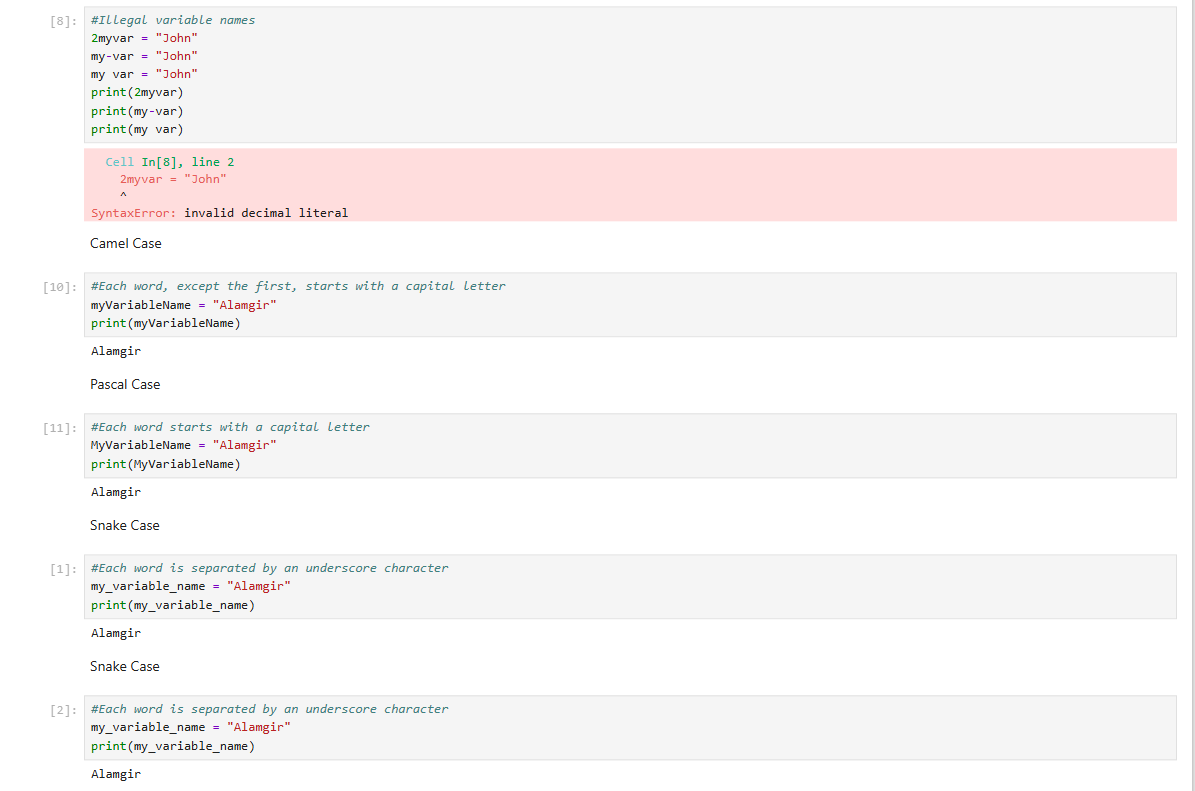 [8]: #Illegal variable names
2myvar = "John"
my-var = "John"
my var = "John"
print(2myvar)
print(my-var)
print(my var)
Cell In[8], line 2
2myvar = "John"
^
SyntaxError: invalid decimal literal
Camel Case
[10]: #Each word, except the first, starts with a capital letter
myVariableName = "Alamgir"
print(myVariableName)
Alamgir
Pascal Case
[11]: #Each word starts with a capital letter
MyVariableName = "Alamgir"
print(MyVariableName)
Alamgir
Snake Case
[1]: #Each word is separated by an underscore character
my_variable_name = "Alamgir"
print(my_variable_name)
Alamgir
Snake Case
[2]: #Each word is separated by an underscore character
my_variable_name = "Alamgir"
print(my_variable_name)
Alamgir